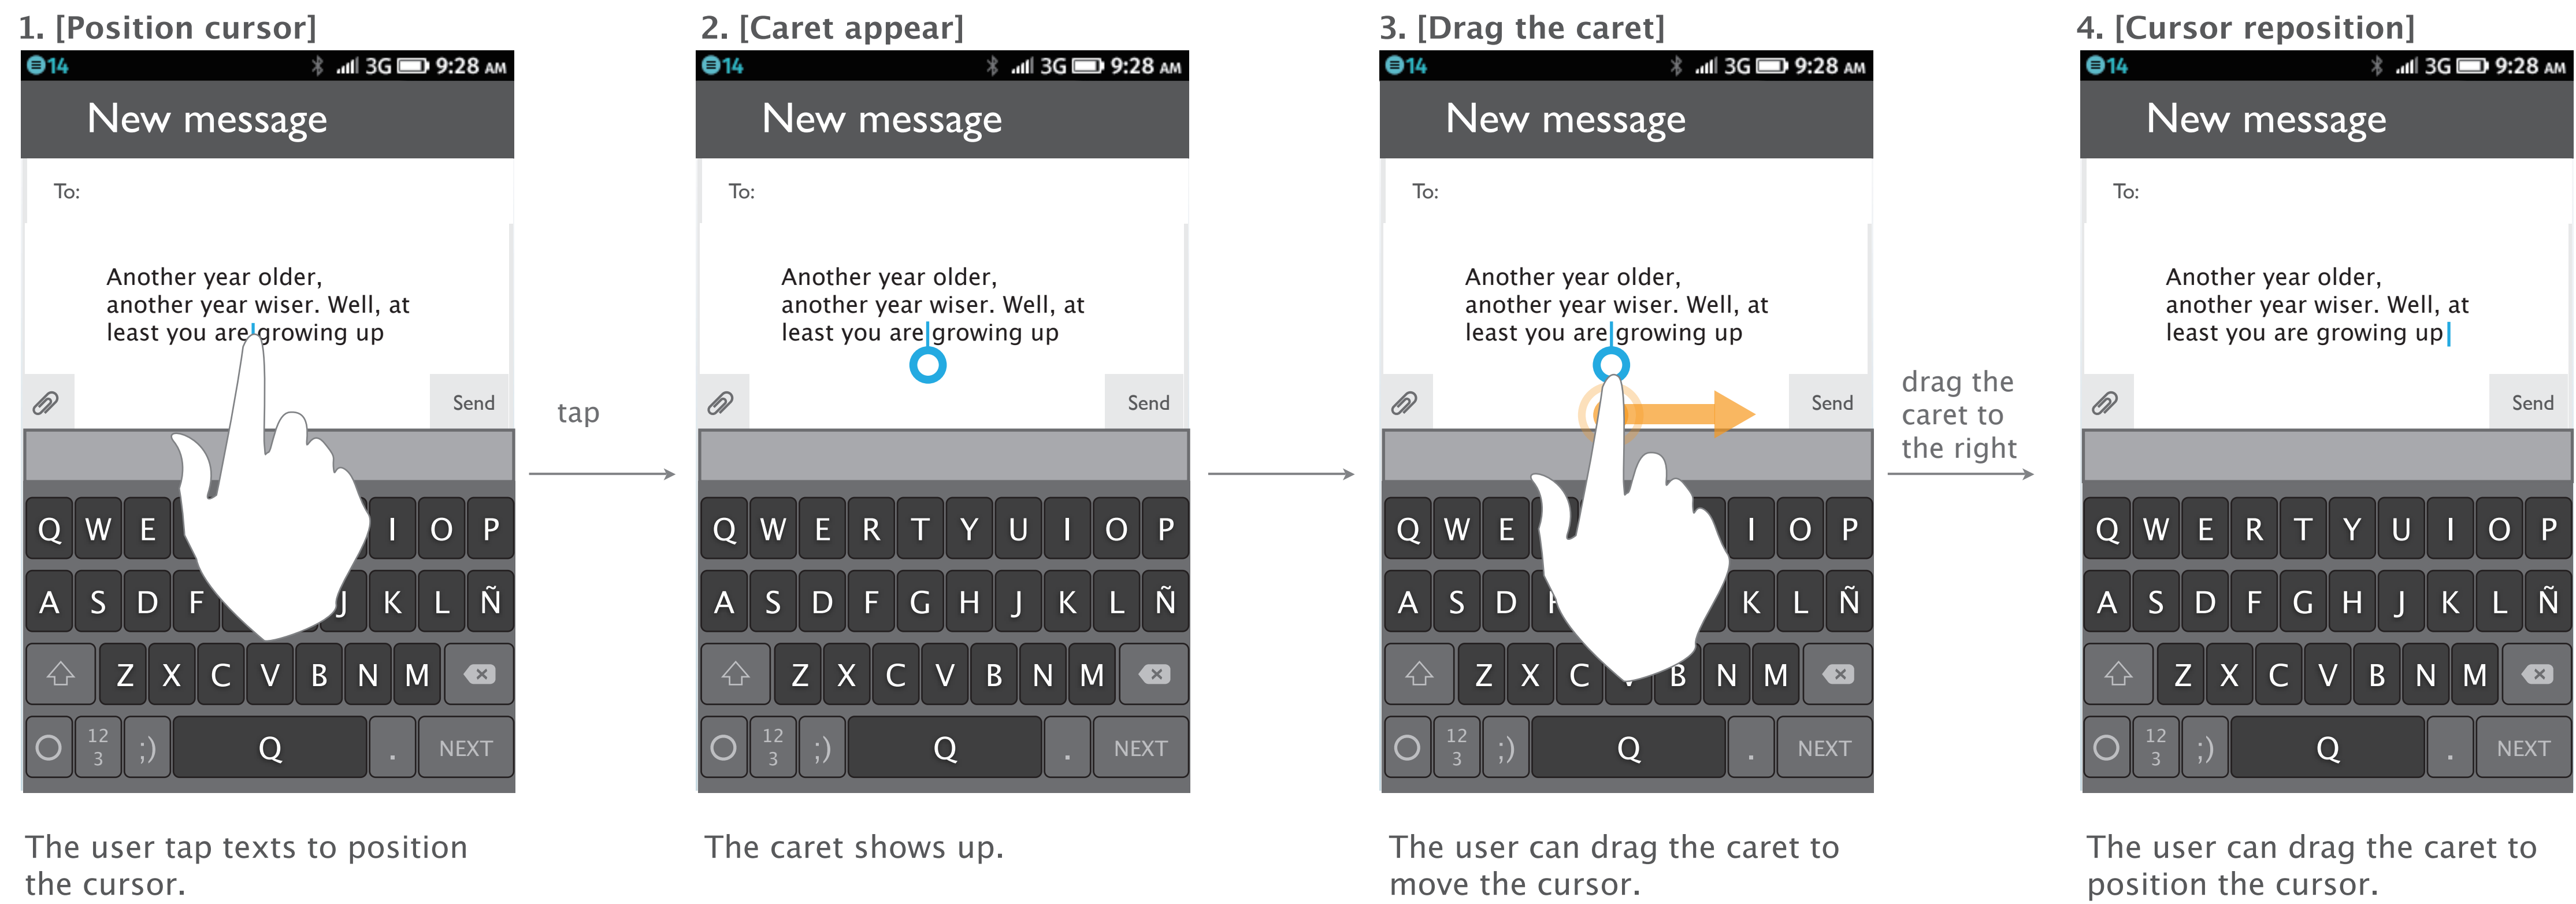 1. [Position cursor]
14 3G 9:28 AM
New message
To:
Another year older,
another year wiser. Well, at
least you are growing up
Send
Q W E I O P
A S D F J K L Ñ
Z X C V B N M
12
3
;) Q . NEXT
The user tap texts to position
the cursor.
tap
2. [Caret appear]
14 3G 9:28 AM
New message
To:
Another year older,
another year wiser. Well, at
least you are growing up
Send
Q W E R T Y U I O P
A S D F G H J K L Ñ
Z X C V B N M
12
3
;) Q . NEXT
The caret shows up.
3. [Drag the caret]
14 3G 9:28 AM
New message
To:
Another year older,
another year wiser. Well, at
least you are growing up
Send
Q W E I O P
A S D F K L Ñ
Z X C V B N M
12
3
;) Q . NEXT
The user can drag the caret to
move the cursor.
drag the
caret to
the right
4. [Cursor reposition]
14 3G 9:28 AM
New message
To:
Another year older,
another year wiser. Well, at
least you are growing up
Send
Q W E R T Y U I O P
A S D F G H J K L Ñ
Z X C V B N M
12
3
;) Q . NEXT
The user can drag the caret to
position the cursor.